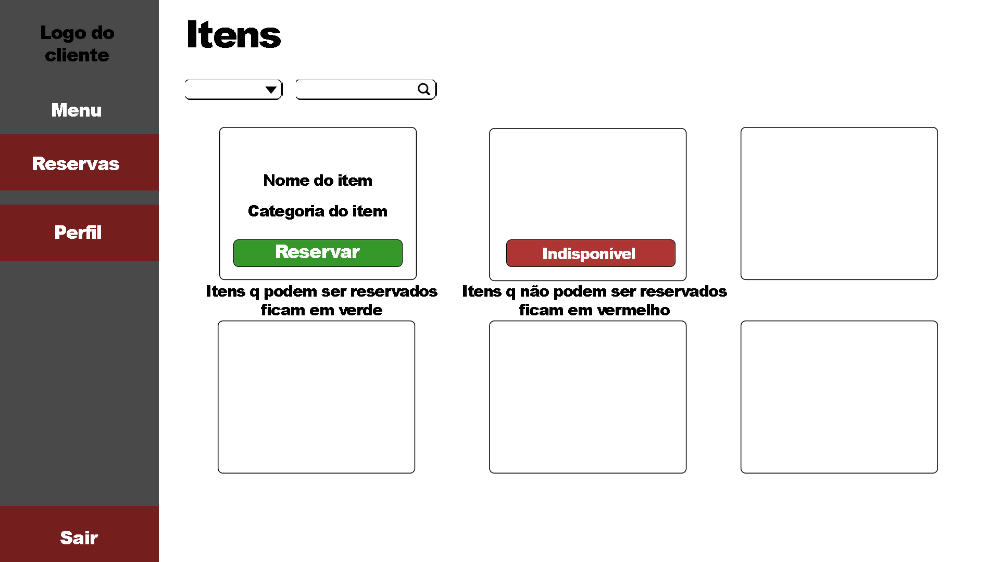 Logo do
cliente
Menu
Reservas
Perfil
Sair
Itens
Nome do item
Categoria do item
Reservar
Indisponível
Itens q podem ser reservados
ficam em verde
Itens q não podem ser reservados
ficam em vermelho